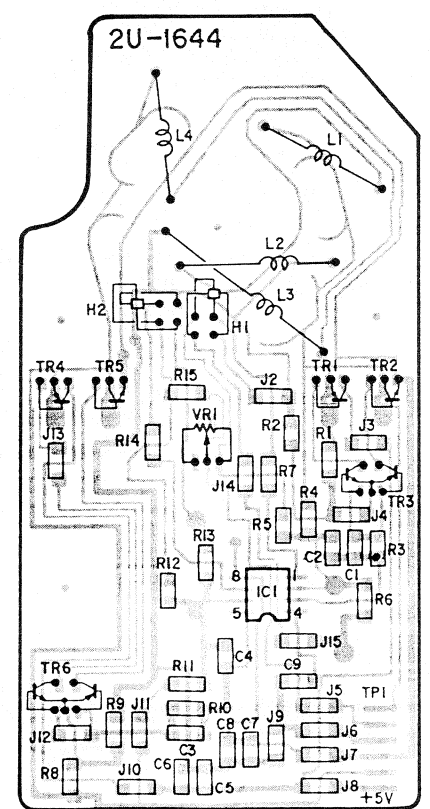 2U-1644
L4
L1
L2
L3
H2
H1
TR4 TR5 TR1 TR2
R15 J2
VR1
J13 R14 R2 R1 J3
J14 R7 TR3
R4 J4
R5
R13 C2 C1 R3
R12
8 1
IC1
5 4
R6
J15
C4
C9
TR6 R11
J5 TP1
R9 J11 R10
J12 C3 C8 C7 J9 J6
J7
R8 J10 C6 C5 J8
+5V